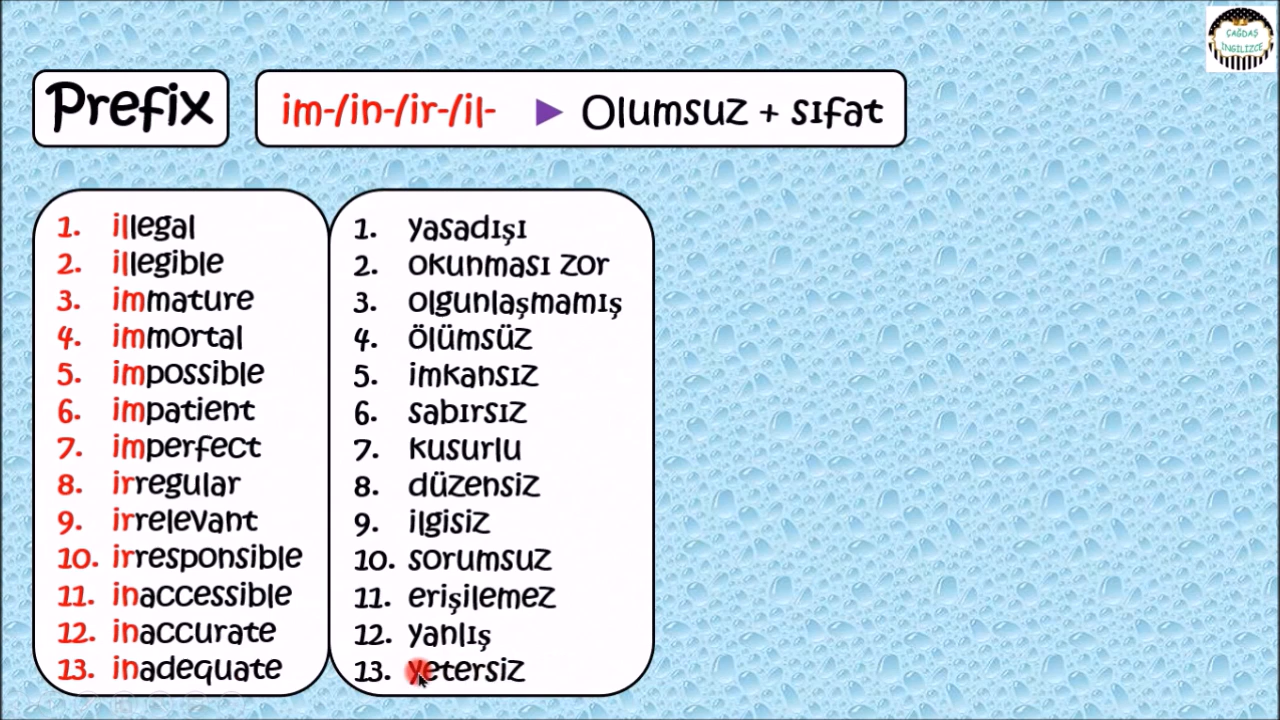 ÇAĞDAŞ
İNGİLİZCE
Prefix
im-/in-/ir-/il- ► Olumsuz + sıfat
1. illegal
2. illegible
3. immature
4. immortal
5. impossible
6. impatient
7. imperfect
8. irregular
9. irrelevant
10. irresponsible
11. inaccessible
12. inaccurate
13. inadequate
1. yasadışı
2. okunması zor
3. olgunlaşmamış
4. ölümsüz
5. imkansız
6. sabırsız
7. kusurlu
8. düzensiz
9. ilgisiz
10. sorumsuz
11. erişilemez
12. yanlış
13. yetersiz